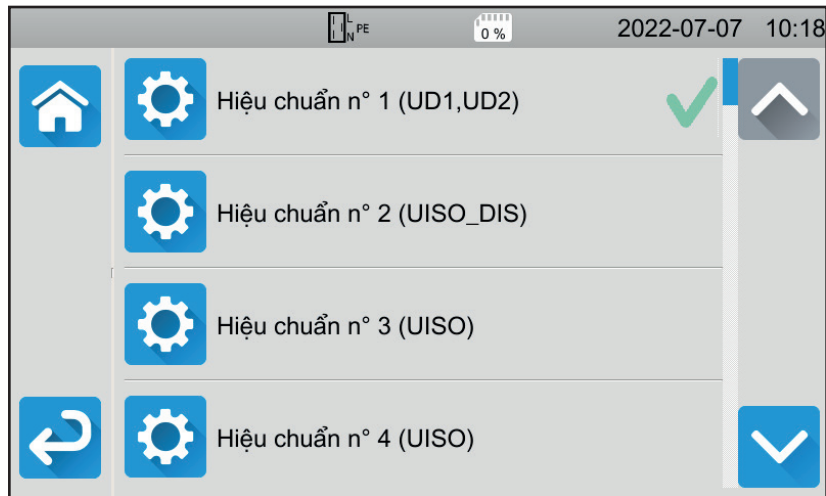 L
N PE
0 %
2022-07-07 10:18
Hiệu chuẩn n° 1 (UD1,UD2)
Hiệu chuẩn n° 2 (UISO_DIS)
Hiệu chuẩn n° 3 (UISO)
Hiệu chuẩn n° 4 (UISO)